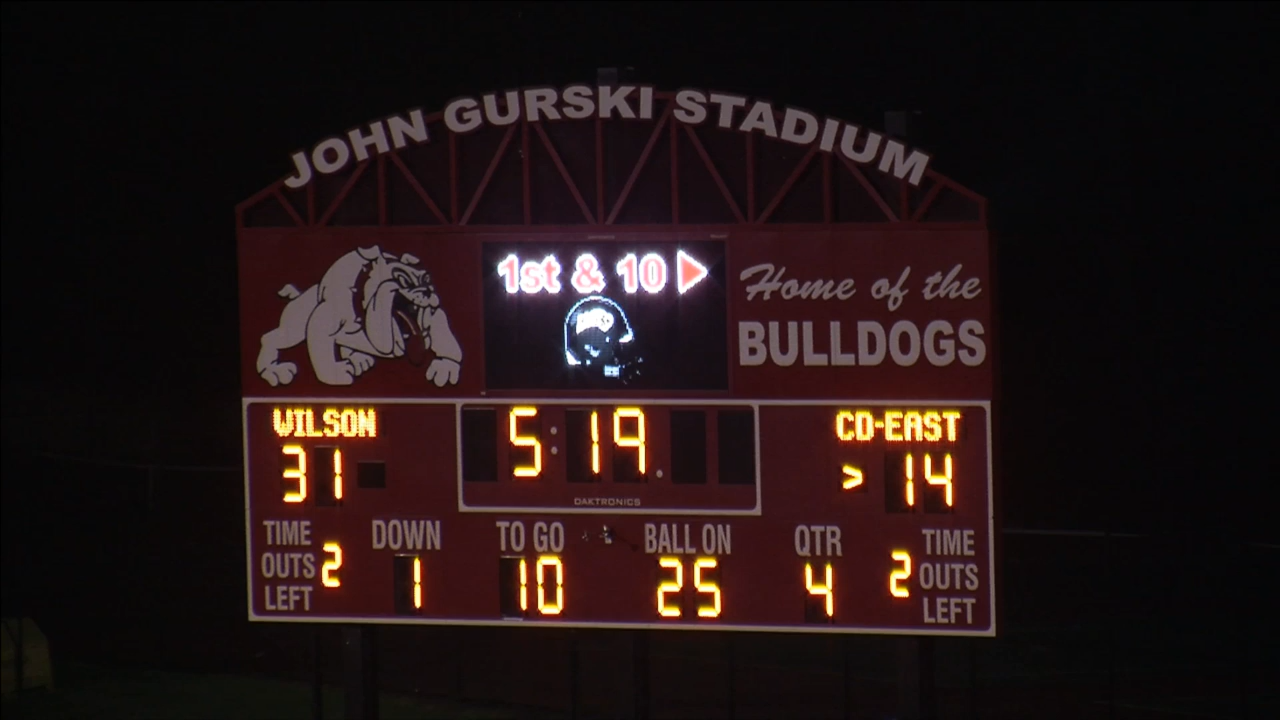 JOHN GURSKI STADIUM
1st & 10
Home of the
BULLDOGS
WILSON
5:19
CO-EAST
31
> 14
DAKTRONICS
TIME OUTS LEFT 2
DOWN 1
TO GO 10
BALL ON 25
QTR 4
2 TIME OUTS LEFT